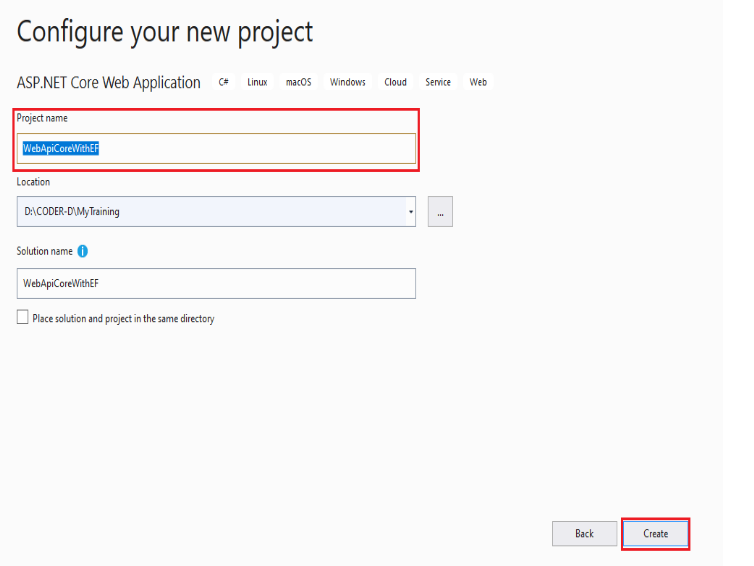 Configure your new project
ASP.NET Core Web Application C# Linux macOS Windows Cloud Service Web
Project name
WebApiCoreWithEF
Location
D:\CODER-D\MyTraining
...
Solution name i
WebApiCoreWithEF
Place solution and project in the same directory
Back Create